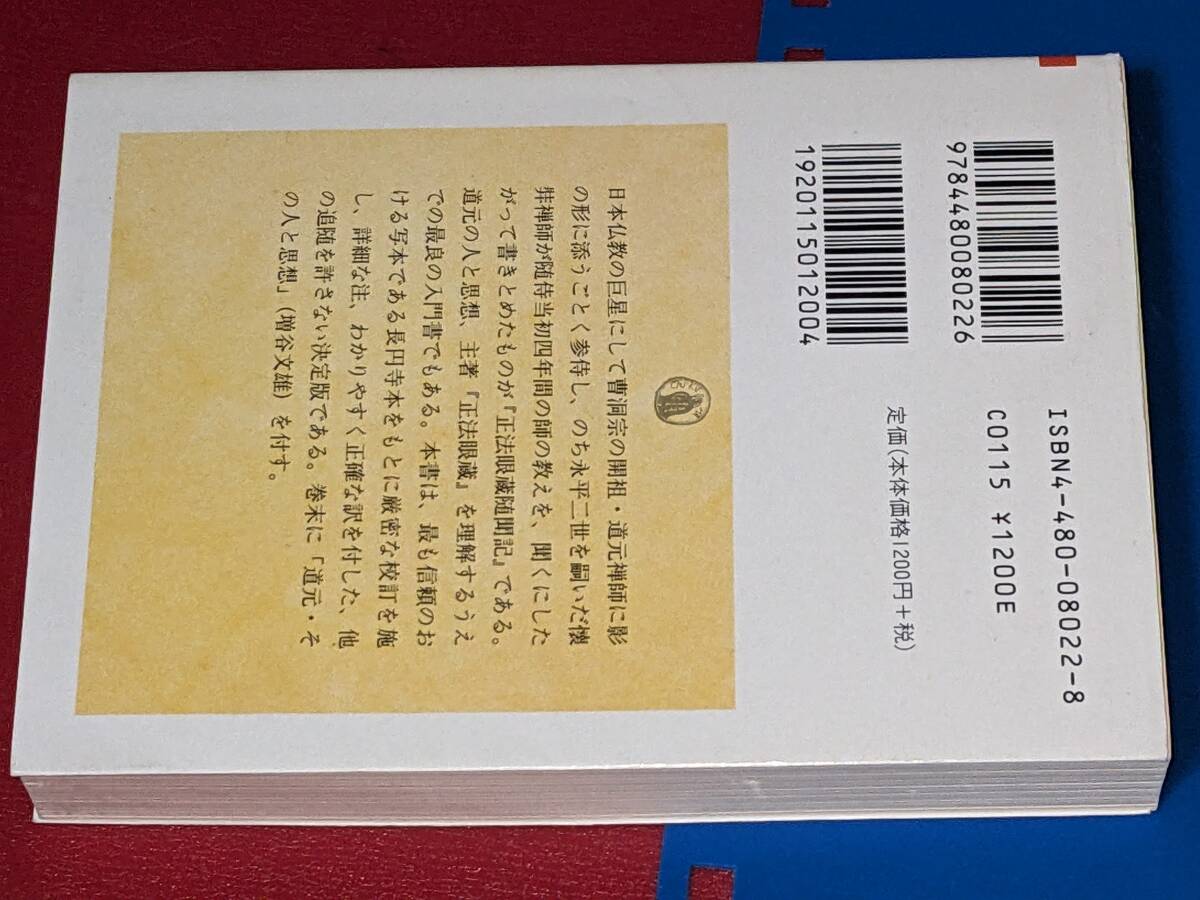 9784480080226
1920115012004
ISBN4-480-08022-8
C0115 ¥1200E
定価(本体価格1200円+税)
日本仏教の巨星にして曹洞宗の開祖・道元禅師に影
の形に添うごとく参侍し、のち永平二世を嗣いだ懐
弉禅師が随侍当初四年間の師の教えを、聞くにした
がって書きとめたものが『正法眼蔵随聞記』である。
道元の人と思想、主著『正法眼蔵』を理解するうえ
での最良の入門書でもある。本書は、最も信頼のお
ける写本である長円寺本をもとに厳密な校訂を施
し、詳細な注、わかりやすく正確な訳を付した、他
の追随を許さない決定版である。巻末に「道元・そ
の人と思想」(増谷文雄)を付す。